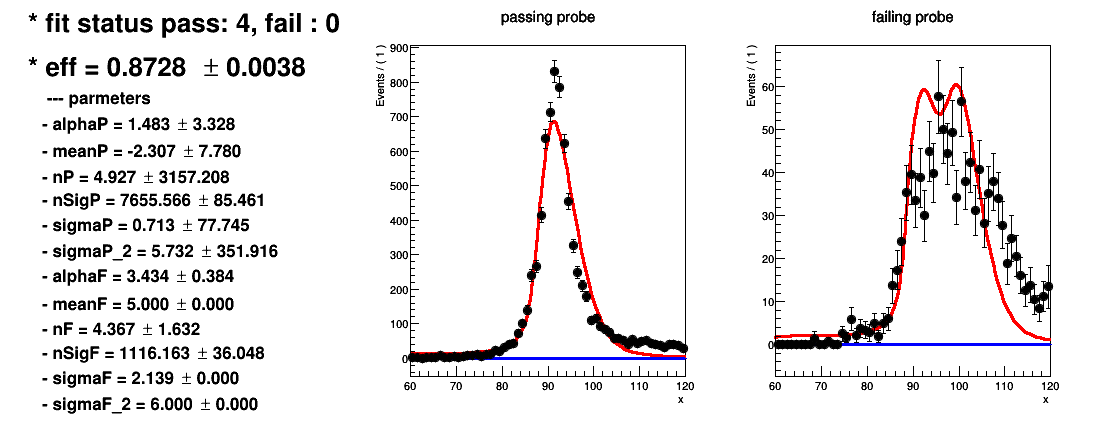 * fit status pass: 4, fail : 0
* eff = 0.8728 ± 0.0038
--- parmeters
- alphaP = 1.483 ± 3.328
- meanP = -2.307 ± 7.780
- nP = 4.927 ± 3157.208
- nSigP = 7655.566 ± 85.461
- sigmaP = 0.713 ± 77.745
- sigmaP_2 = 5.732 ± 351.916
- alphaF = 3.434 ± 0.384
- meanF = 5.000 ± 0.000
- nF = 4.367 ± 1.632
- nSigF = 1116.163 ± 36.048
- sigmaF = 2.139 ± 0.000
- sigmaF_2 = 6.000 ± 0.000
passing probe
Events / ( 1 )
900
800
700
600
500
400
300
200
100
0
60 70 80 90 100 110 120
x
failing probe
Events / ( 1 )
60
50
40
30
20
10
0
60 70 80 90 100 110 120
x